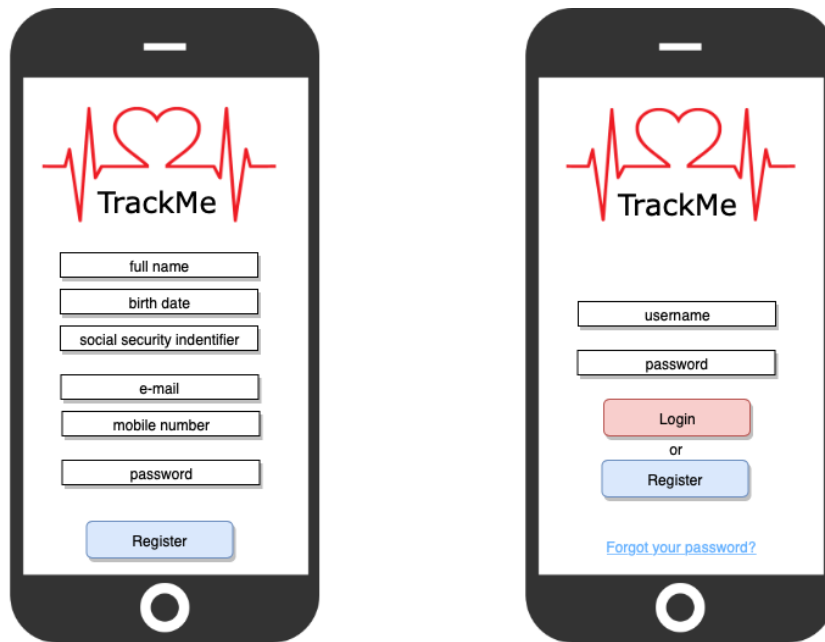 TrackMe
full name
birth date
social security indentifier
e-mail
mobile number
password
Register
TrackMe
username
password
Login
or
Register
Forgot your password?